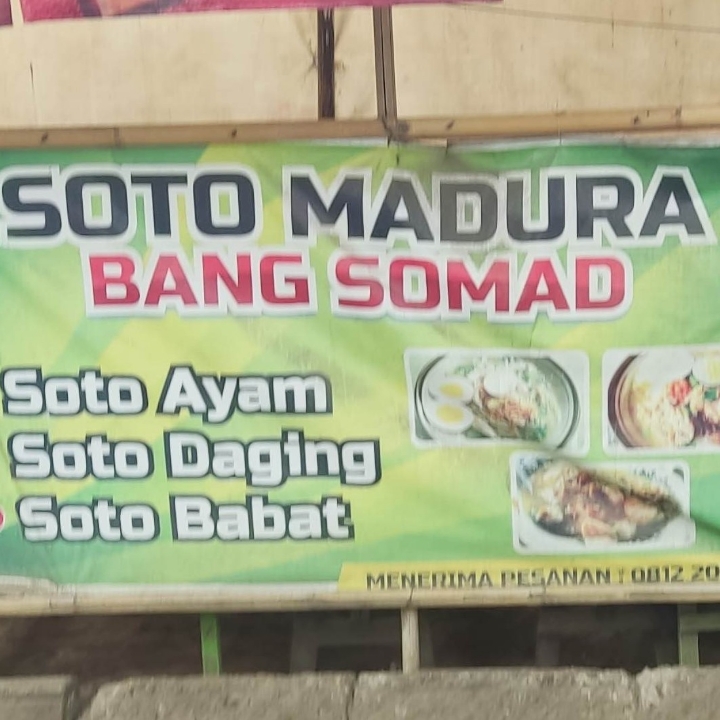 SOTO MADURA
BANG SOMAD
Soto Ayam
Soto Daging
Soto Babat
MENERIMA PESANAN : 0812 20